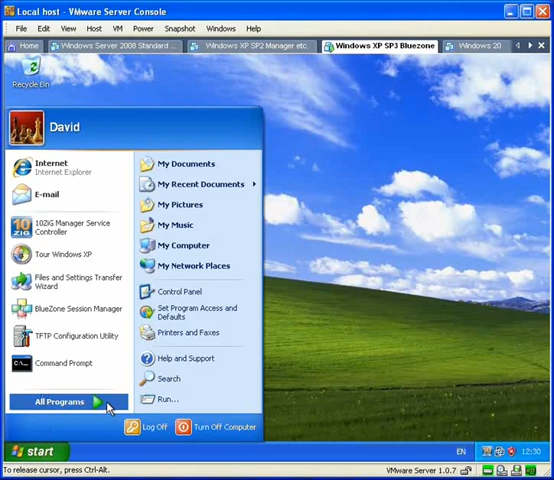 Local host - VMware Server Console
File Edit View Host VM Power Snapshot Windows Help
Home Windows Server 2008 Standard ... Windows XP SP2 Manager etc. Windows XP SP3 Bluezone Windows 20
Recycle Bin
David
Internet
Internet Explorer
E-mail
10ZiG Manager Service
Controller
Tour Windows XP
Files and Settings Transfer
Wizard
BlueZone Session Manager
TFTP Configuration Utility
Command Prompt
All Programs
My Documents
My Recent Documents
My Pictures
My Music
My Computer
My Network Places
Control Panel
Set Program Access and
Defaults
Printers and Faxes
Help and Support
Search
Run...
Log Off Turn Off Computer
start EN 12:30
To release cursor, press Ctrl-Alt. VMware Server 1.0.7